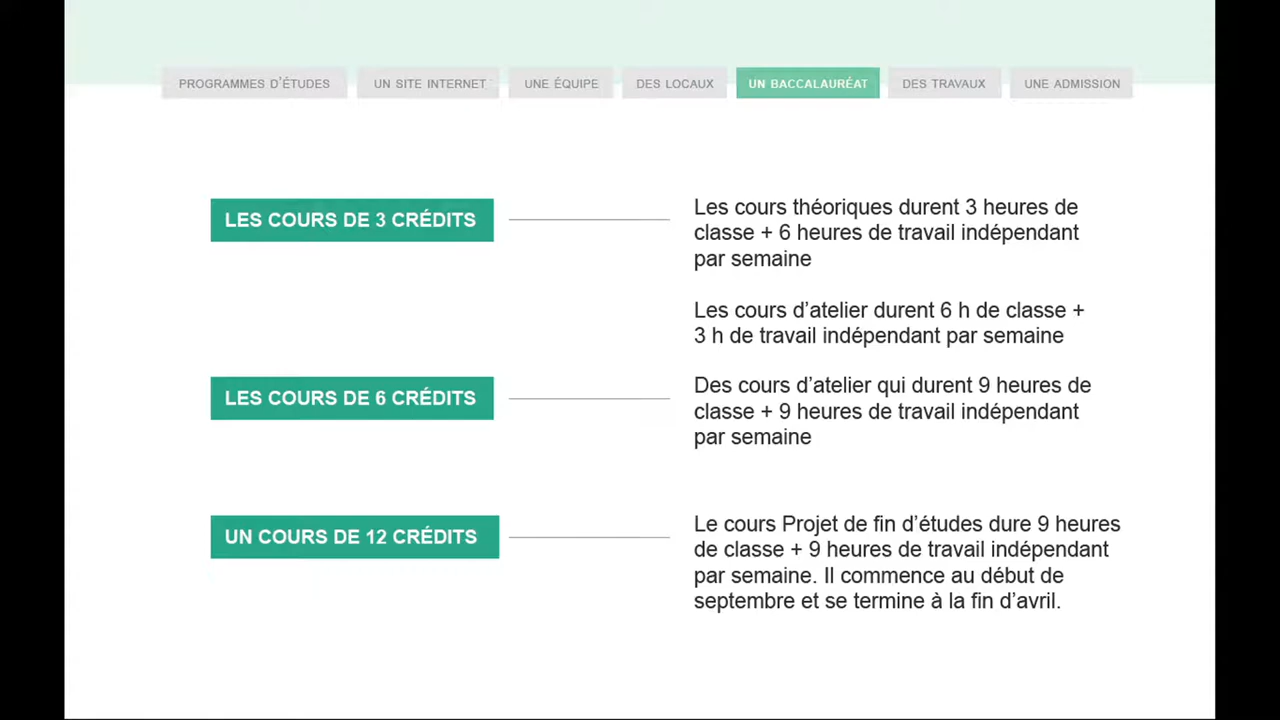 PROGRAMMES D'ÉTUDES
UN SITE INTERNET
UNE ÉQUIPE
DES LOCAUX
UN BACCALAURÉAT
DES TRAVAUX
UNE ADMISSION
LES COURS DE 3 CRÉDITS
Les cours théoriques durent 3 heures de
classe + 6 heures de travail indépendant
par semaine
Les cours d’atelier durent 6 h de classe +
3 h de travail indépendant par semaine
LES COURS DE 6 CRÉDITS
Des cours d’atelier qui durent 9 heures de
classe + 9 heures de travail indépendant
par semaine
UN COURS DE 12 CRÉDITS
Le cours Projet de fin d’études dure 9 heures
de classe + 9 heures de travail indépendant
par semaine. Il commence au début de
septembre et se termine à la fin d’avril.